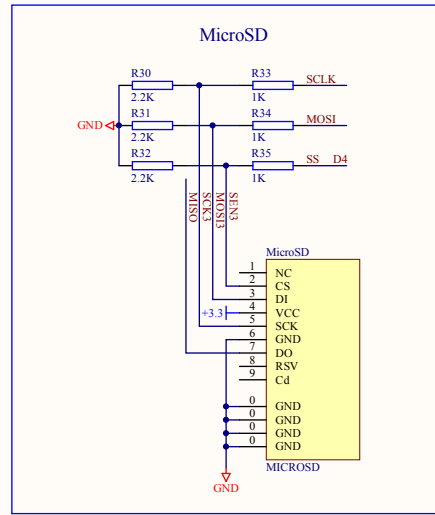 MicroSD
R30 R33 SCLK
2.2K 1K
GND R31 R34 MOSI
2.2K 1K
R32 R35 SS D4
2.2K 1K
MISO
SCK3
MOSI3
SEN3
MicroSD
1 NC
2 CS
3 DI
+3.3 4 VCC
5 SCK
6 GND
7 DO
8 RSV
9 Cd
0 GND
0 GND
0 GND
0 GND
MICROSD
GND